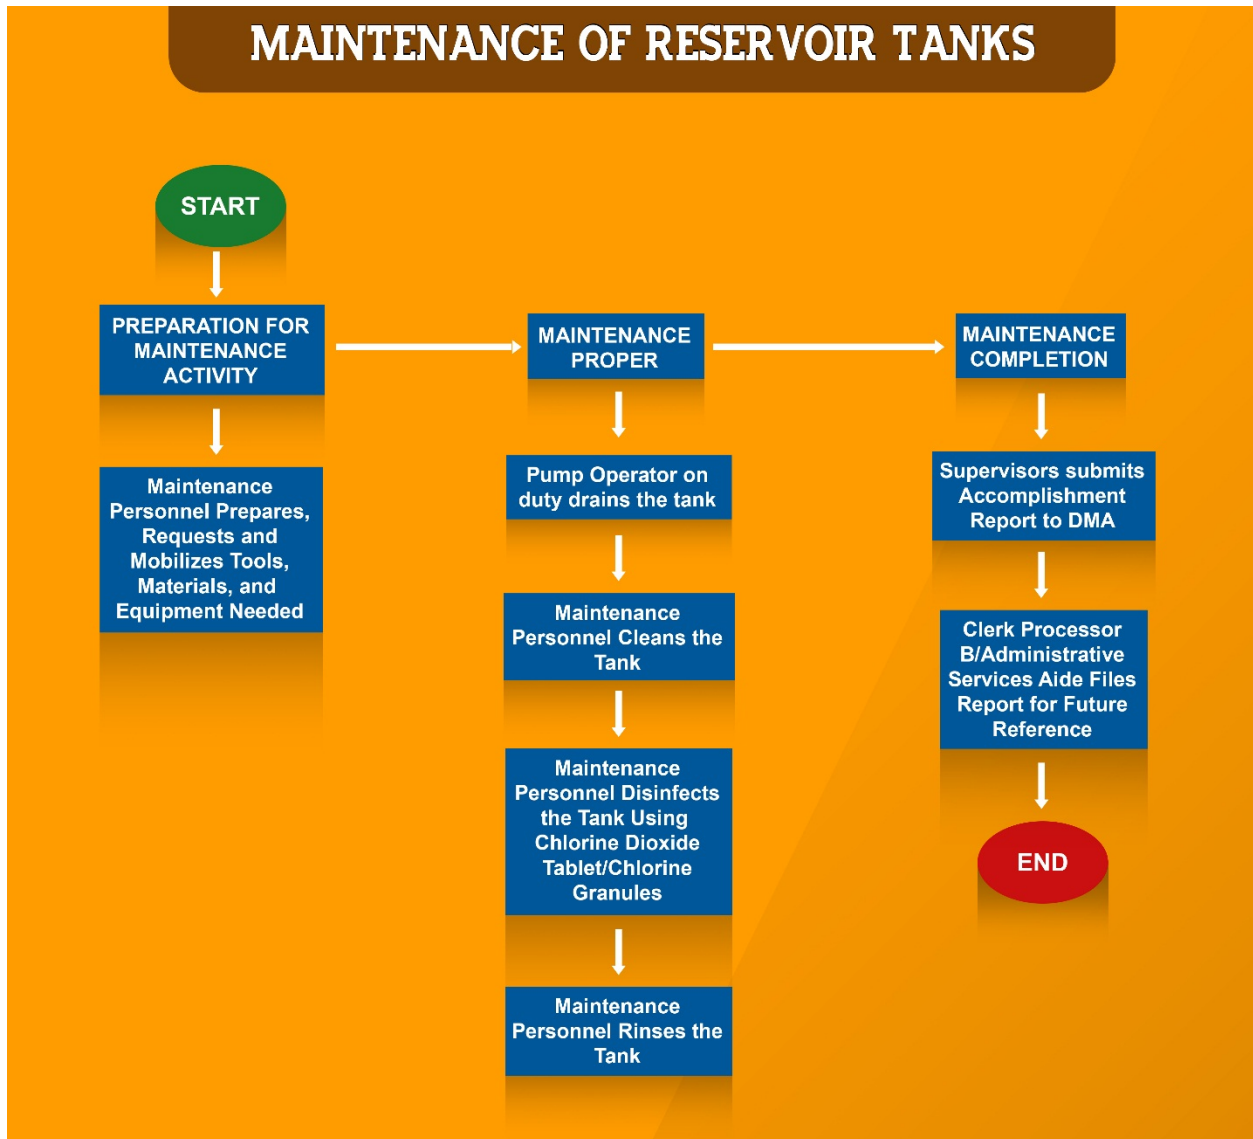 MAINTENANCE OF RESERVOIR TANKS
START
PREPARATION FOR
MAINTENANCE
ACTIVITY
Maintenance
Personnel Prepares,
Requests and
Mobilizes Tools,
Materials, and
Equipment Needed
MAINTENANCE
PROPER
Pump Operator on
duty drains the tank
Maintenance
Personnel Cleans the
Tank
Maintenance
Personnel Disinfects
the Tank Using
Chlorine Dioxide
Tablet/Chlorine
Granules
Maintenance
Personnel Rinses the
Tank
MAINTENANCE
COMPLETION
Supervisors submits
Accomplishment
Report to DMA
Clerk Processor
B/Administrative
Services Aide Files
Report for Future
Reference
END